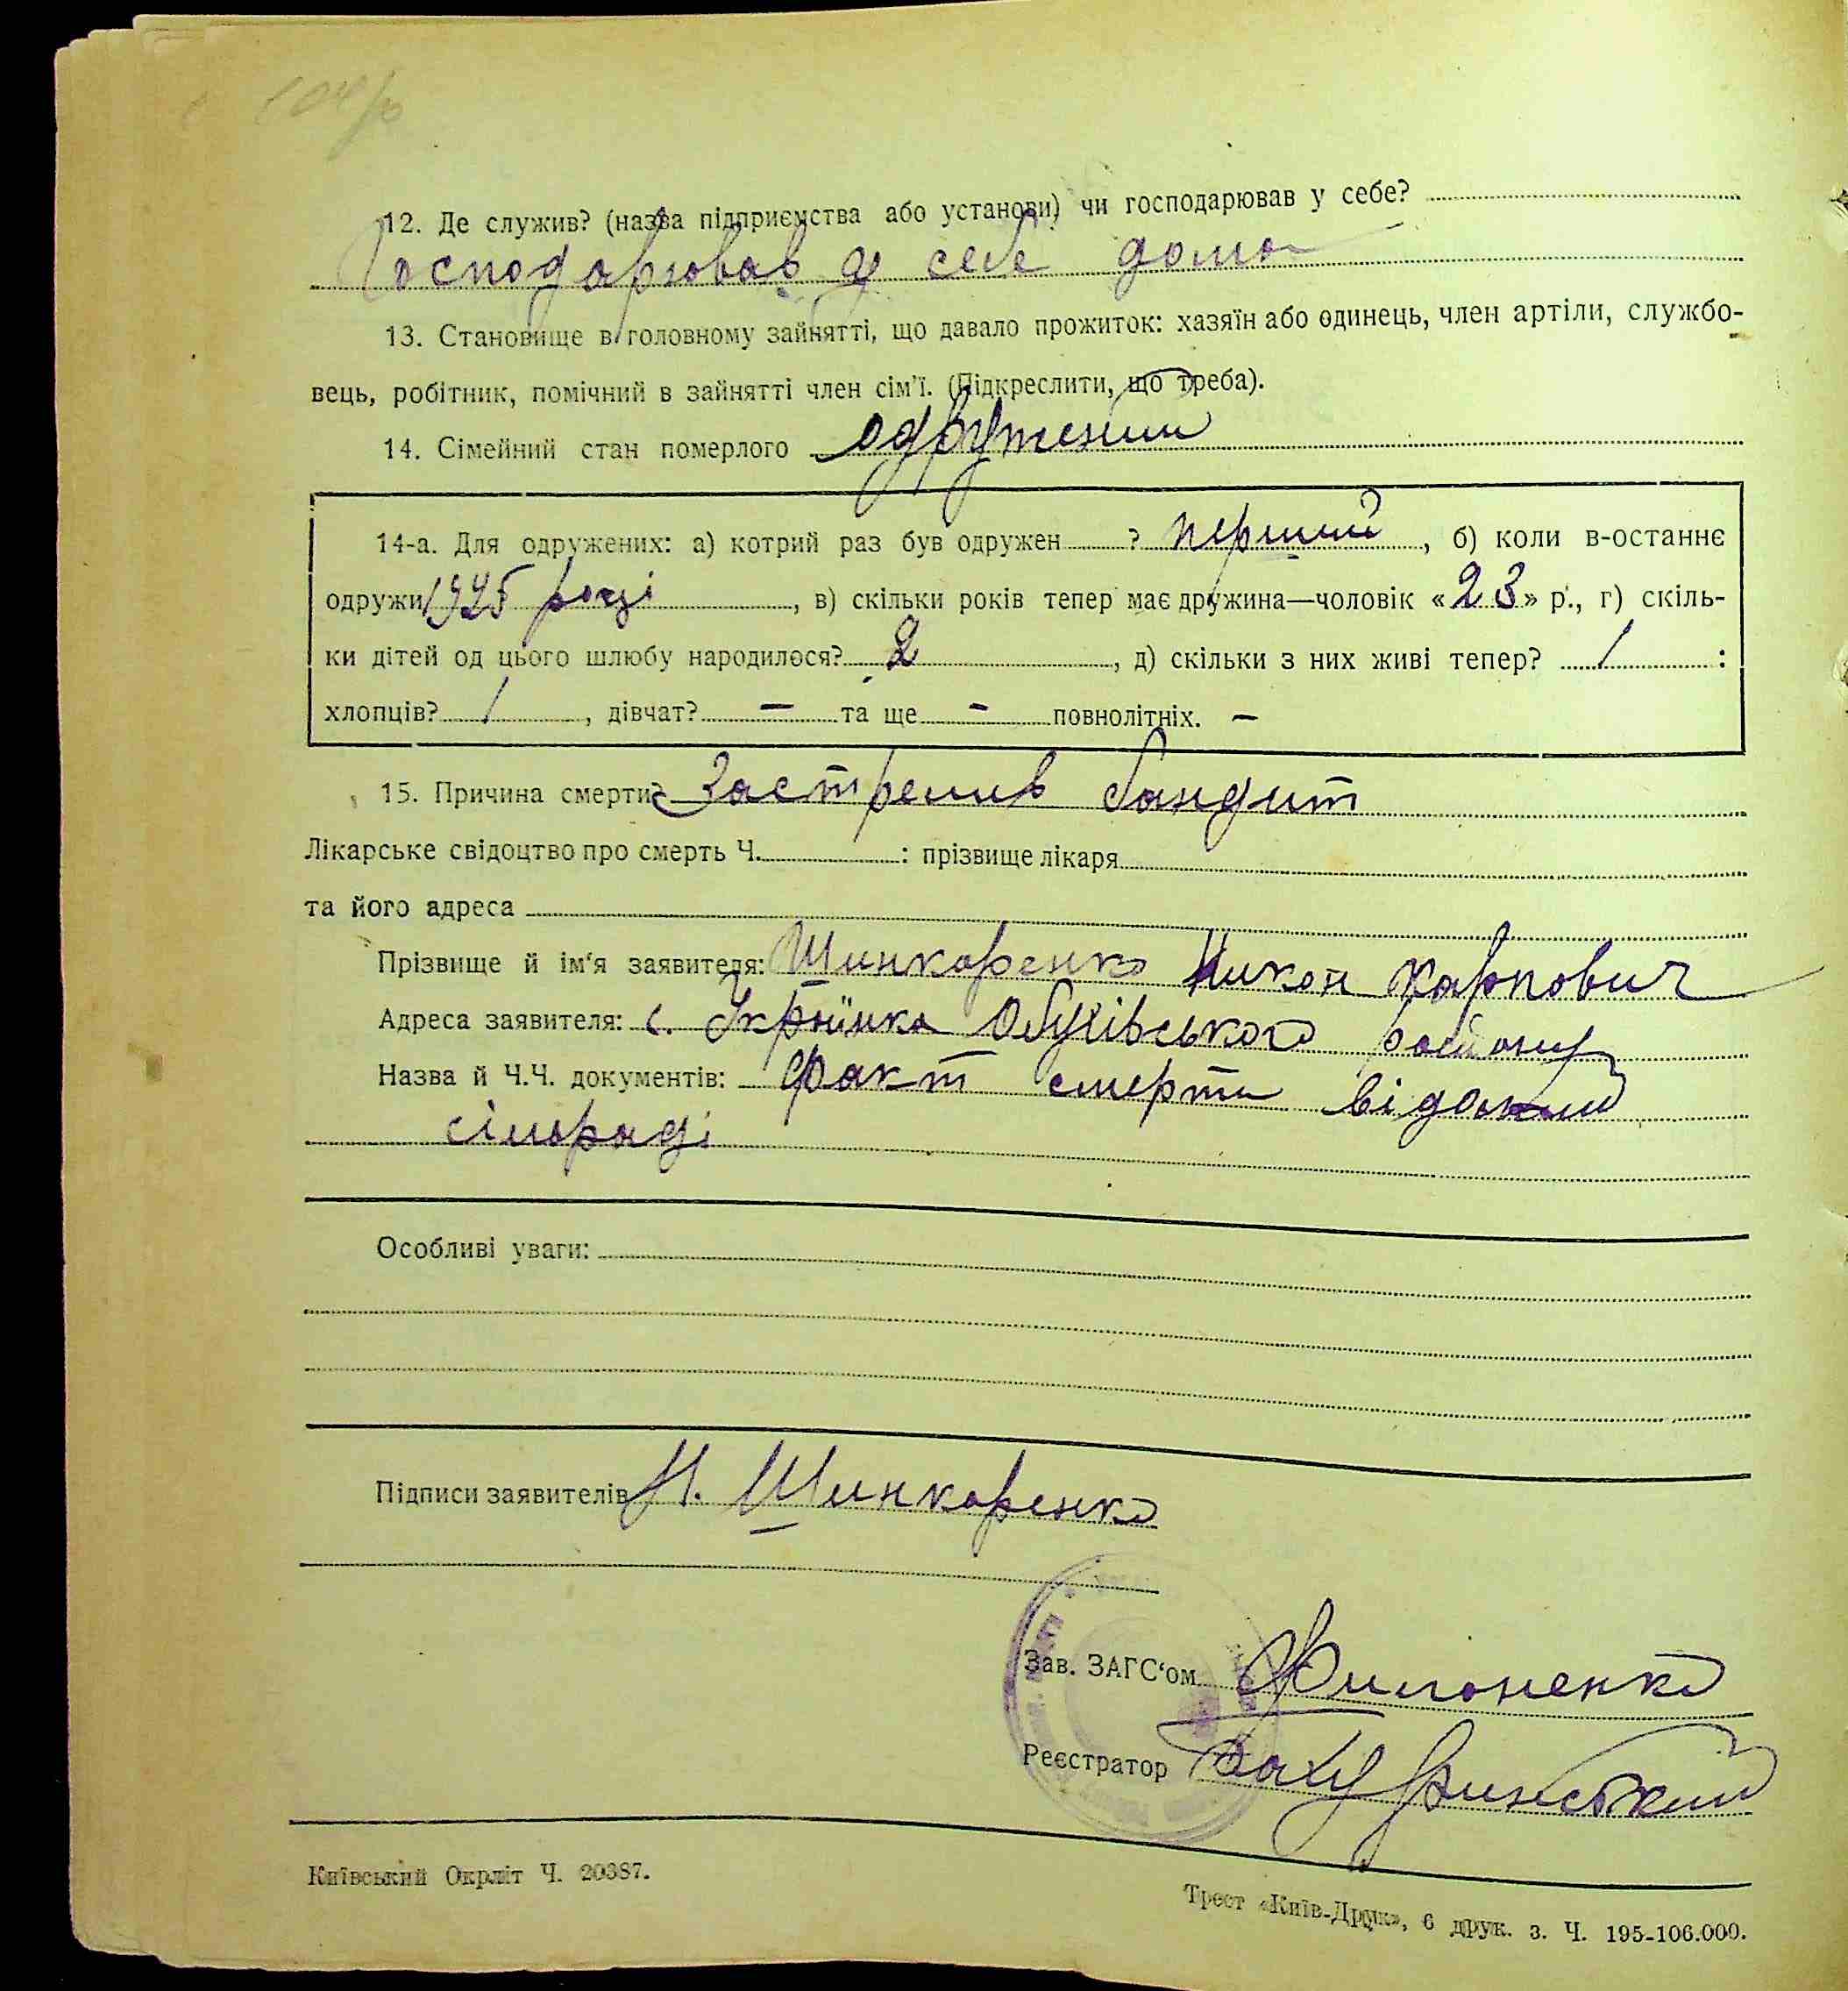 12. Де служив? (назва підприємства або установи) чи господарював у себе?
Господарював у себе дома
13. Становище в головному зайнятті, що давало прожиток: хазяїн або одинець, член артіли, службо-
вець, робітник, помічний в зайнятті член сім'ї. (Підкреслити, що треба).
14. Сімейний стан померлого одружений
14-а. Для одружених: а) котрий раз був одружен ? перший, б) коли в-останнє
одружи 1925 році, в) скільки років тепер має дружина—чоловік «23» р., г) скіль-
ки дітей од цього шлюбу народилося? 2, д) скільки з них живі тепер? 1 :
хлопців? 1, дівчат? — та ще - повнолітніх. —
15. Причина смерти? Застрелив бандит
Лікарське свідоцтво про смерть Ч. : прізвище лікаря
та його адреса
Прізвище й ім'я заявителя: Шинкаренко Никон Карпович
Адреса заявителя: с. Українка Обухівського району
Назва й Ч.Ч. документів: Факт смерти відомий
сільраді
Особливі уваги:
Підписи заявителів Н. Шинкаренко
Зав. ЗАГС'ом Филоненко
Реєстратор
Київський Окрліт Ч. 20387.
Трест «Київ-Друк», 6 друк. з. Ч. 195-106.000.